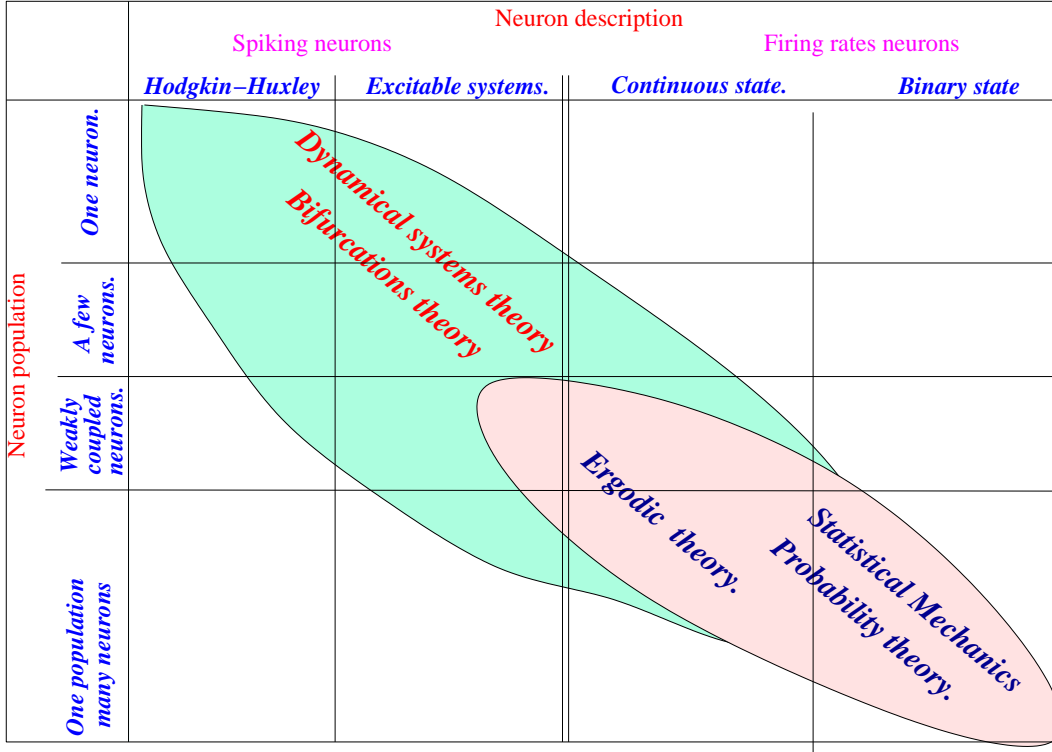 Neuron description
Spiking neurons
Firing rates neurons
Hodgkin−Huxley
Excitable systems.
Continuous state.
Binary state
Neuron population
One neuron.
A few
neurons.
Weakly
coupled
neurons.
One population
many neurons
Dynamical systems theory
Bifurcations theory
Ergodic theory.
Statistical Mechanics
Probability theory.